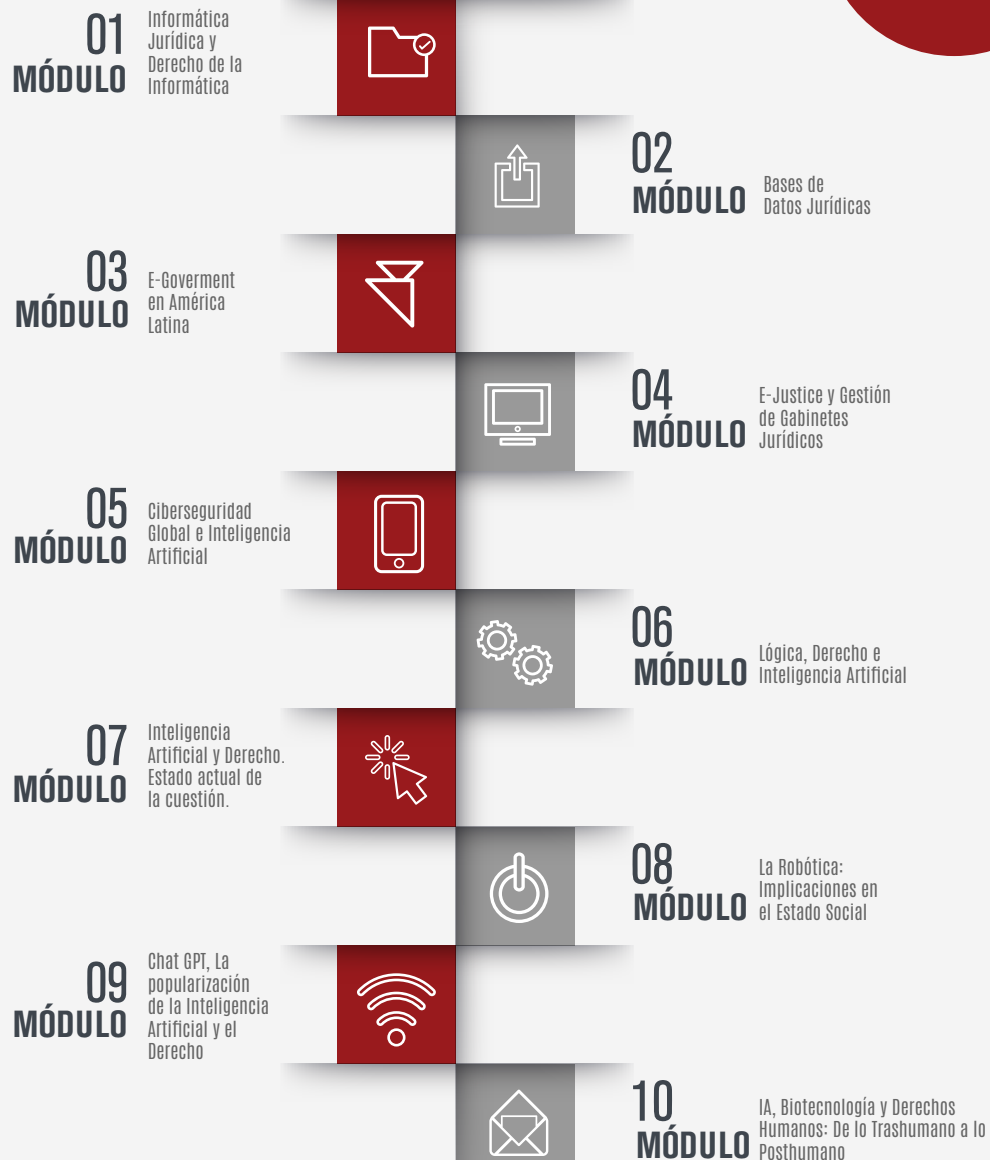 01
MÓDULO
Informática
Jurídica y
Derecho de la
Informática
02
MÓDULO
Bases de
Datos Jurídicas
03
MÓDULO
E-Goverment
en América
Latina
04
MÓDULO
E-Justice y Gestión
de Gabinetes
Jurídicos
05
MÓDULO
Ciberseguridad
Global e Inteligencia
Artificial
06
MÓDULO
Lógica, Derecho e
Inteligencia Artificial
07
MÓDULO
Inteligencia
Artificial y Derecho.
Estado actual de
la cuestión.
08
MÓDULO
La Robótica:
Implicaciones en
el Estado Social
09
MÓDULO
Chat GPT, La
popularización
de la Inteligencia
Artificial y el
Derecho
10
MÓDULO
IA, Biotecnología y Derechos
Humanos: De lo Trashumano a lo
Posthumano